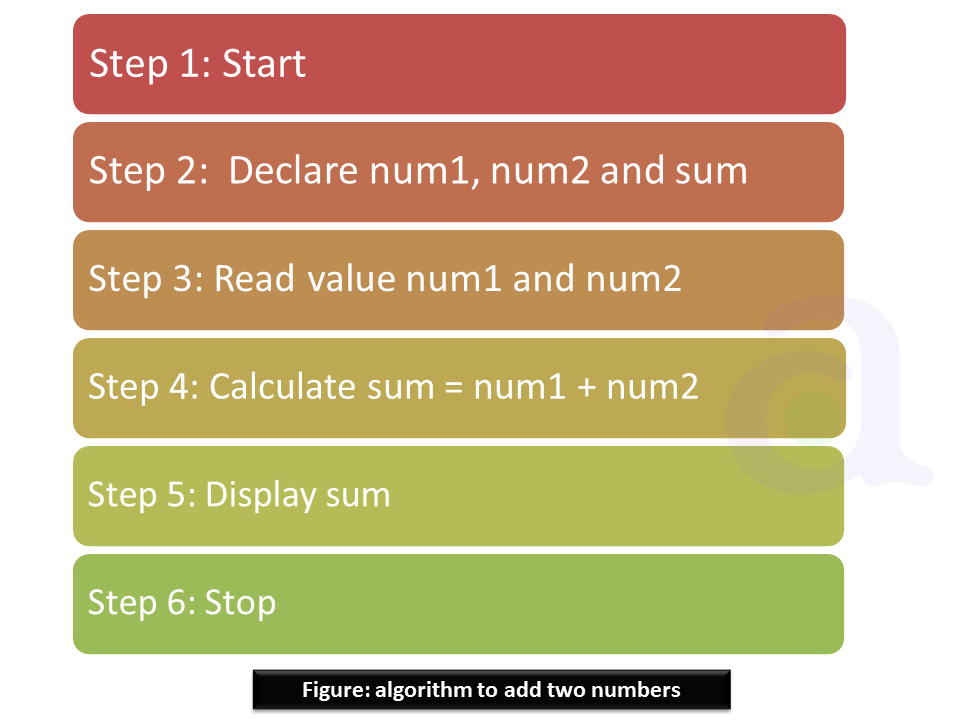 Step 1: Start
Step 2:  Declare num1, num2 and sum
Step 3: Read value num1 and num2
Step 4: Calculate sum = num1 + num2
Step 5: Display sum
Step 6: Stop
Figure: algorithm to add two numbers